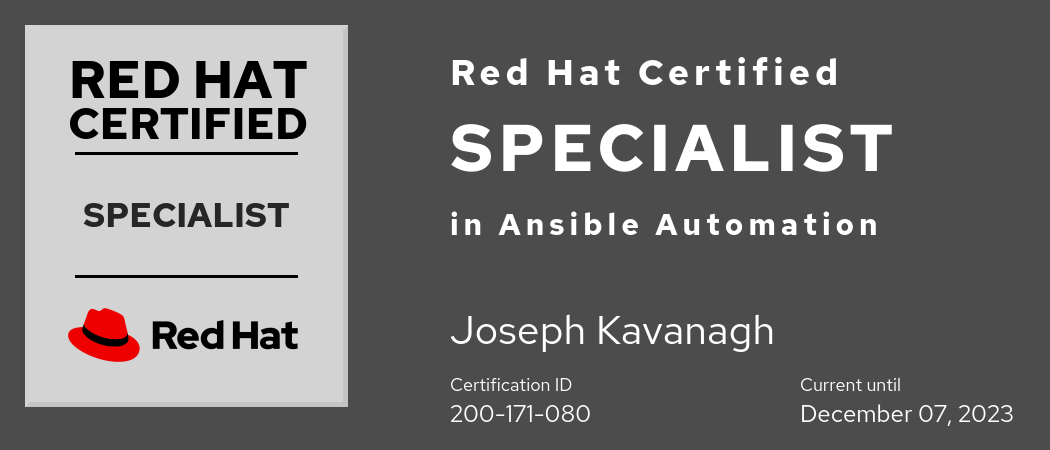 RED HAT
CERTIFIED
SPECIALIST
Red Hat
Red Hat Certified
SPECIALIST
in Ansible Automation
Joseph Kavanagh
Certification ID
200-171-080
Current until
December 07, 2023